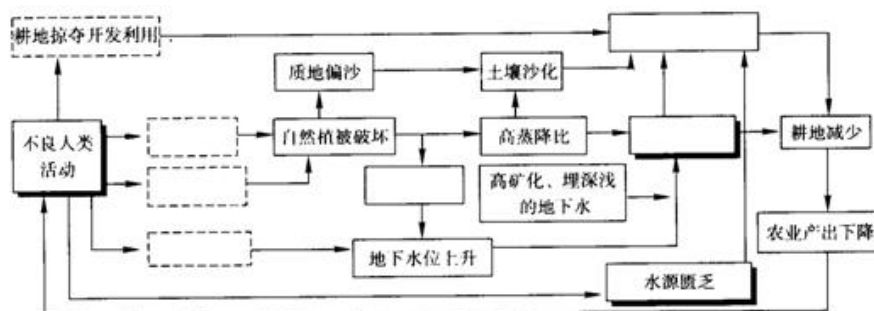 耕地掠夺开发利用
质地偏沙
土壤沙化
不良人类
活动
自然植被破坏
高蒸降比
耕地减少
高矿化、埋深浅
的地下水
地下水位上升
农业产出下降
水源匮乏